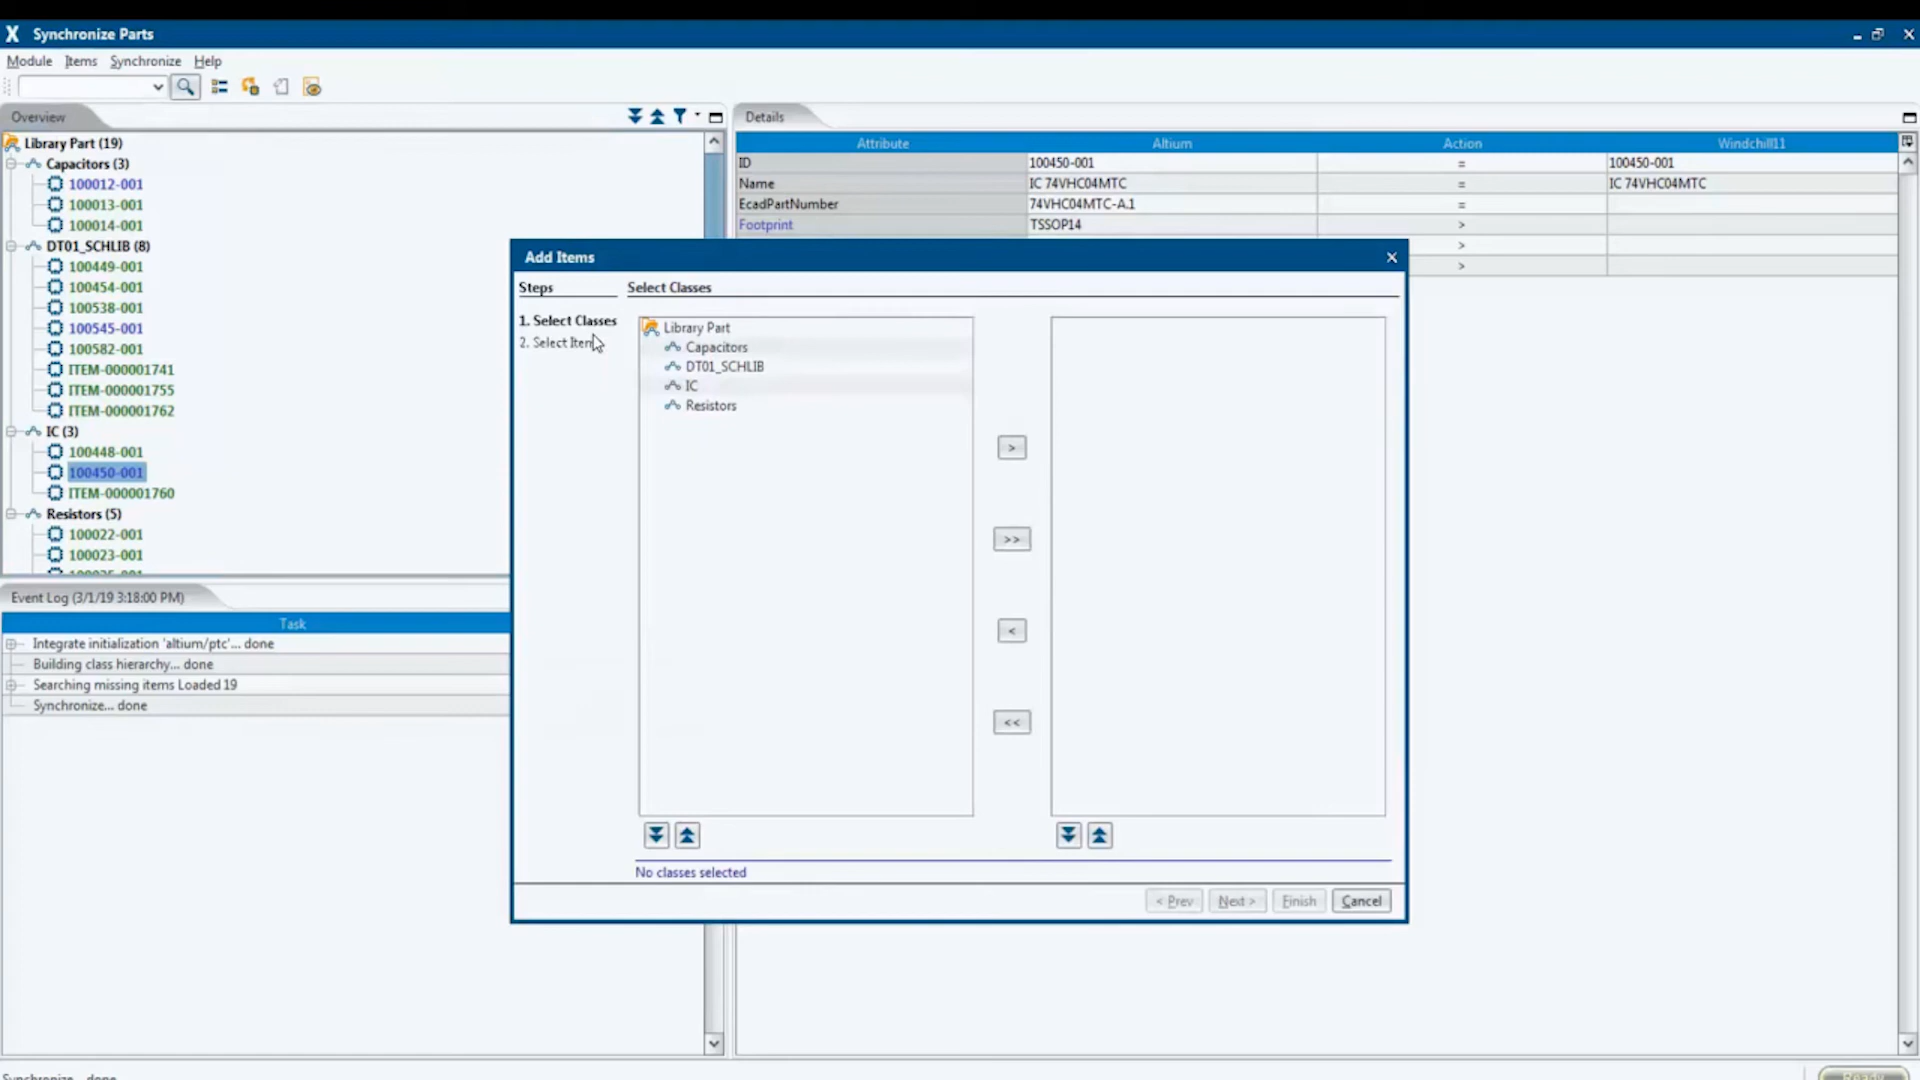 X Synchronize Parts
Module Items Synchronize Help
Overview
Library Part (19)
Capacitors (3)
100012-001
100013-001
100014-001
DT01_SCHLIB (8)
100449-001
100454-001
100538-001
100545-001
100582-001
ITEM-000001741
ITEM-000001755
ITEM-000001762
IC (3)
100448-001
100450-001
ITEM-000001760
Resistors (5)
100022-001
100023-001
Event Log (3/1/19 3:18:00 PM)
Task
Integrate initialization 'altium/ptc'... done
Building class hierarchy... done
Searching missing items Loaded 19
Synchronize... done
Details
Attribute Altium Action Windchill11
ID 100450-001 = 100450-001
Name IC 74VHC04MTC = IC 74VHC04MTC
EcadPartNumber 74VHC04MTC-A.1 =
Footprint TSSOP14 >
>
>
Add Items
Steps
1. Select Classes
2. Select Item
Select Classes
Library Part
Capacitors
DT01_SCHLIB
IC
Resistors
>
>>
<
<<
No classes selected
< Prev Next > Finish Cancel
Synchronize... done
Ready